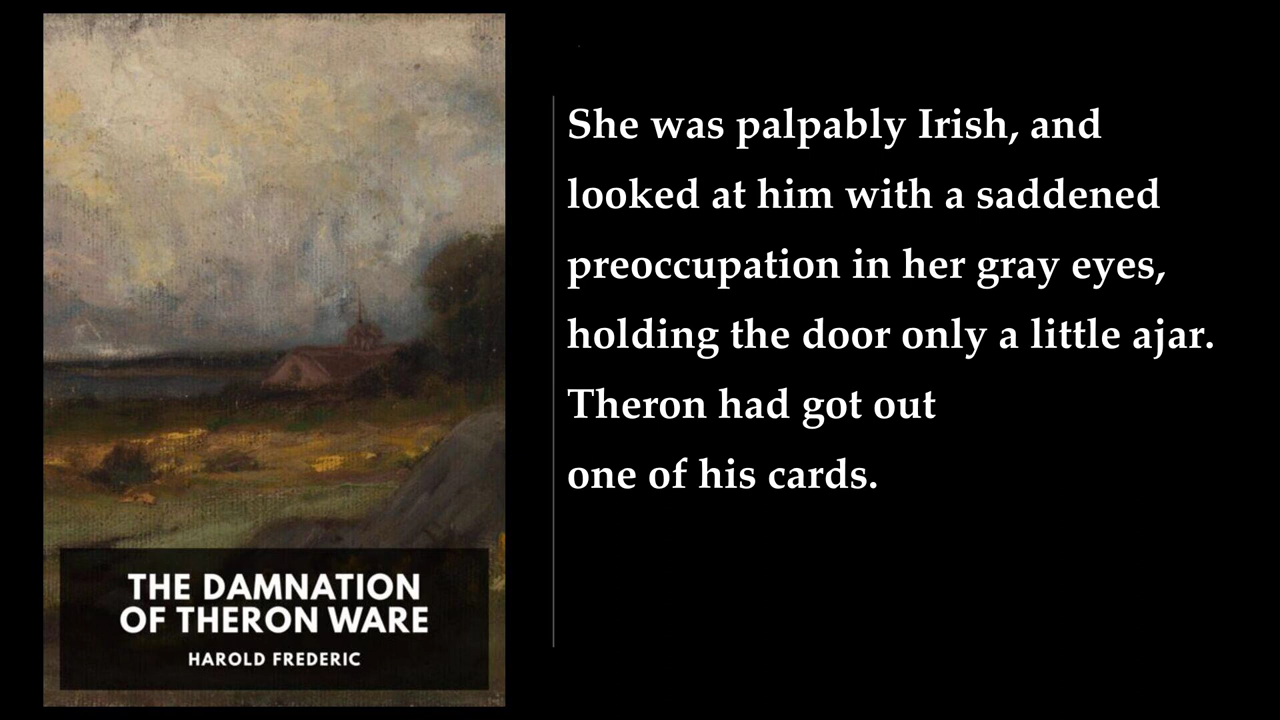 THE DAMNATION
OF THERON WARE
HAROLD FREDERIC
She was palpably Irish, and
looked at him with a saddened
preoccupation in her gray eyes,
holding the door only a little ajar.
Theron had got out
one of his cards.